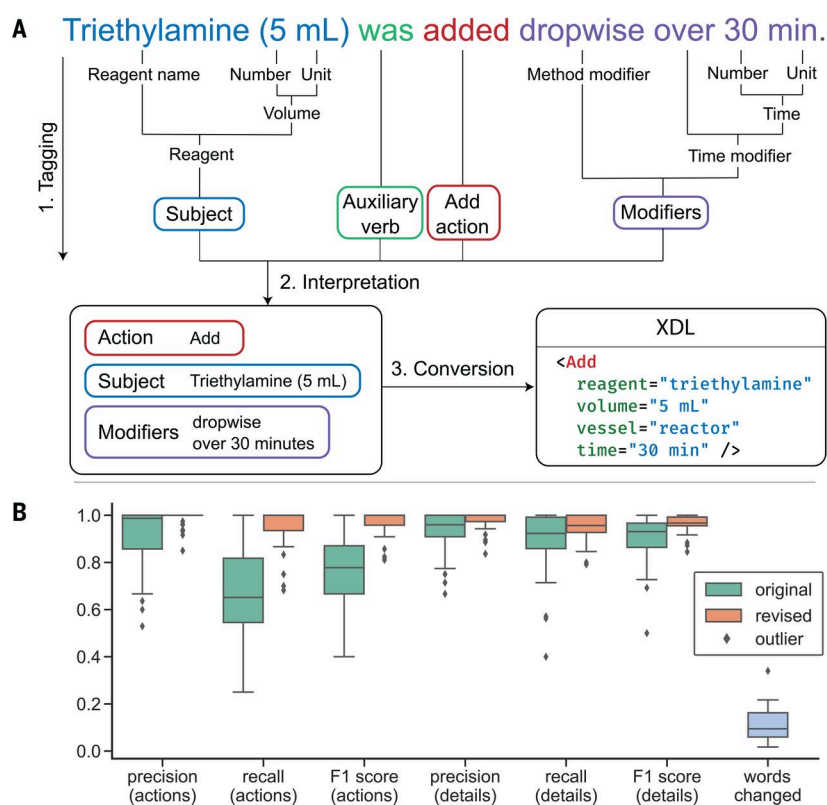 A
Triethylamine (5 mL) was added dropwise over 30 min.
Reagent name Number Unit Method modifier Number Unit
Volume Time
Reagent Time modifier
1. Tagging
Subject Auxiliary verb Add action Modifiers
2. Interpretation
Action Add
Subject Triethylamine (5 mL)
Modifiers dropwise
over 30 minutes
3. Conversion
XDL
<Add
reagent="triethylamine"
volume="5 mL"
vessel="reactor"
time="30 min" />
B
1.0
0.8
0.6
0.4
0.2
0.0
original
revised
outlier
precision (actions)
recall (actions)
F1 score (actions)
precision (details)
recall (details)
F1 score (details)
words changed